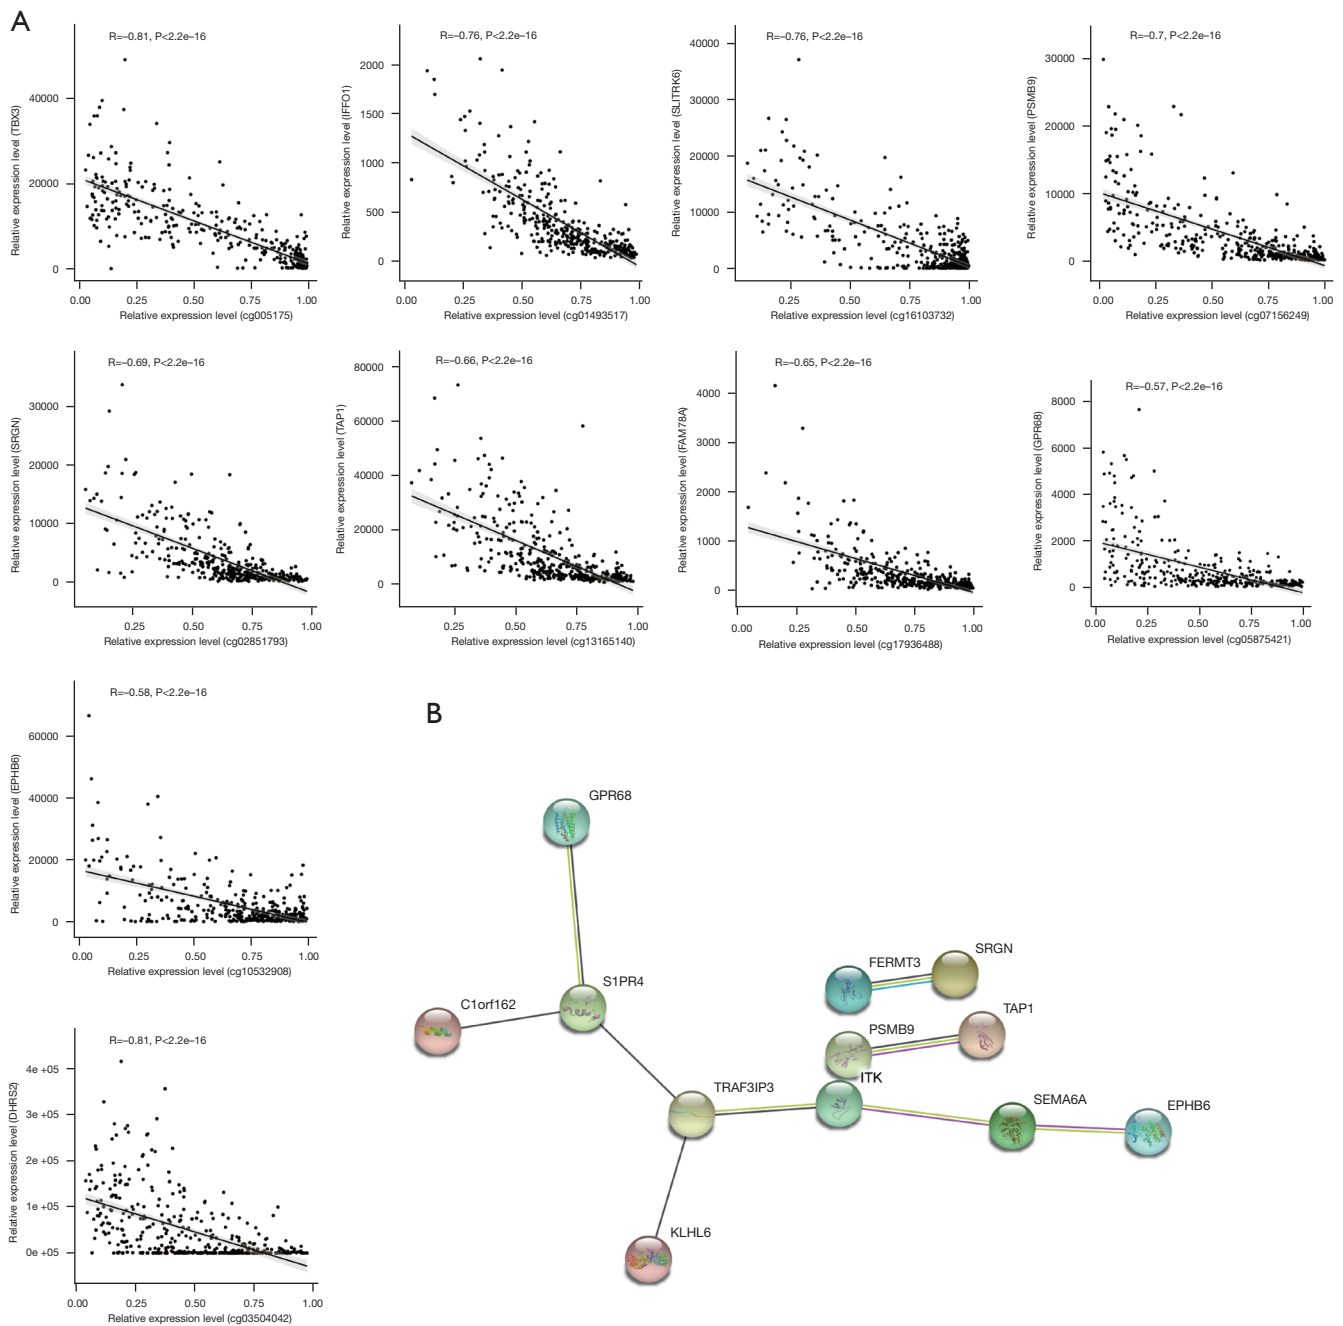 A
R=−0.81, P<2.2e−16
Relative expression level (TBX3)
40000
20000
0
0.00 0.25 0.50 0.75 1.00
Relative expression level (cg005175)
R=−0.76, P<2.2e−16
Relative expression level (IFFO1)
2000
1500
1000
500
0
0.00 0.25 0.50 0.75 1.00
Relative expression level (cg01493517)
R=−0.76, P<2.2e−16
Relative expression level (SLITRK6)
40000
30000
20000
10000
0
0.25 0.50 0.75 1.00
Relative expression level (cg16103732)
R=−0.7, P<2.2e−16
Relative expression level (PSMB9)
30000
20000
10000
0
0.00 0.25 0.50 0.75 1.00
Relative expression level (cg07156249)
R=−0.69, P<2.2e−16
Relative expression level (SRGN)
30000
20000
10000
0
0.00 0.25 0.50 0.75 1.00
Relative expression level (cg02851793)
R=−0.66, P<2.2e−16
Relative expression level (TAP1)
80000
60000
40000
20000
0
0.25 0.50 0.75 1.00
Relative expression level (cg13165140)
R=−0.65, P<2.2e−16
Relative expression level (FAM78A)
4000
3000
2000
1000
0
0.00 0.25 0.50 0.75 1.00
Relative expression level (cg17936488)
R=−0.57, P<2.2e−16
Relative expression level (GPR68)
8000
6000
4000
2000
0
0.00 0.25 0.50 0.75 1.00
Relative expression level (cg05875421)
R=−0.58, P<2.2e−16
Relative expression level (EPHB6)
60000
40000
20000
0
0.00 0.25 0.50 0.75 1.00
Relative expression level (cg10532908)
R=−0.81, P<2.2e−16
Relative expression level (DHRS2)
4e +05
3e +05
2e +05
1e +05
0e +05
0.00 0.25 0.50 0.75 1.00
Relative expression level (cg03504042)
B
GPR68
S1PR4
C1orf162
FERMT3
SRGN
PSMB9
TAP1
ITK
TRAF3IP3
SEMA6A
EPHB6
KLHL6